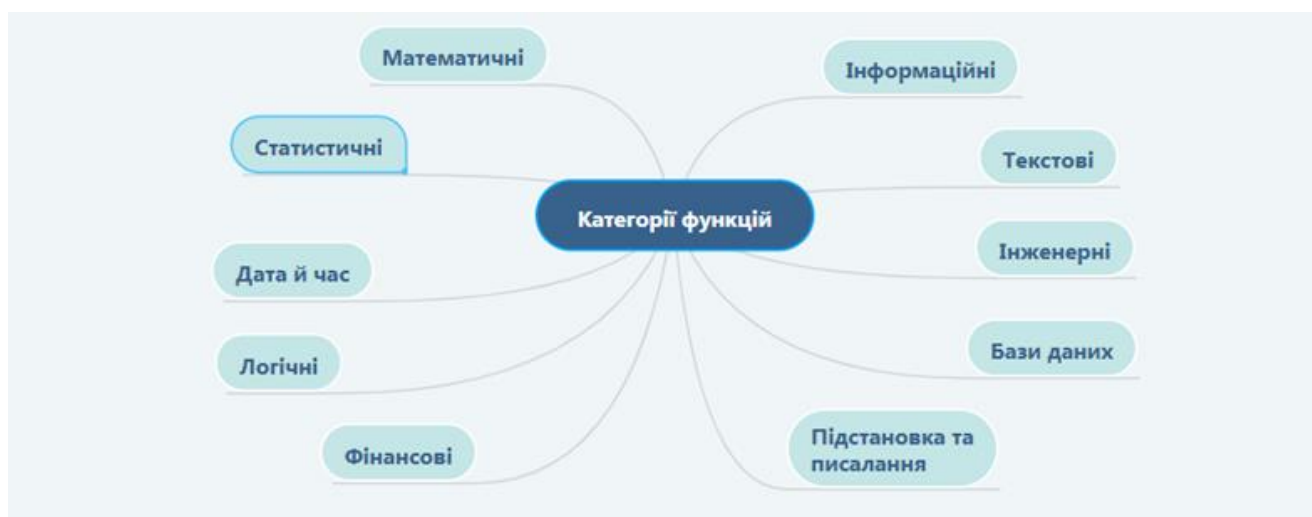 Математичні
Інформаційні
Статистичні
Текстові
Категорії функцій
Інженерні
Дата й час
Бази даних
Логічні
Підстановка та
писалання
Фінансові